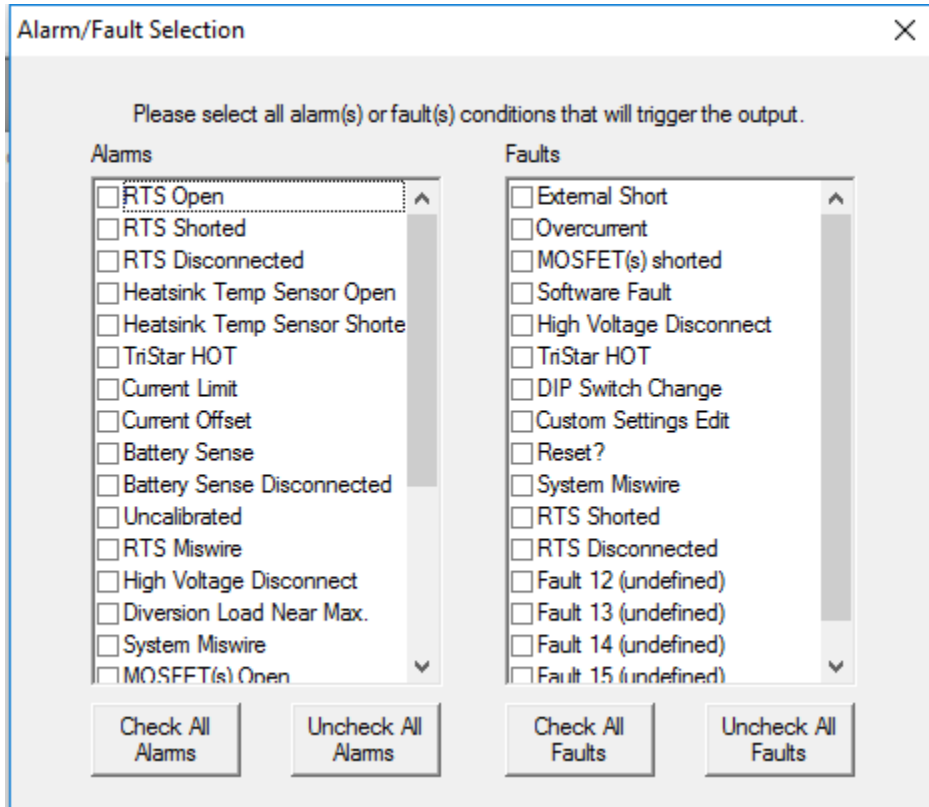 Alarm/Fault Selection
Please select all alarm(s) or fault(s) conditions that will trigger the output.
Alarms
RTS Open
RTS Shorted
RTS Disconnected
Heatsink Temp Sensor Open
Heatsink Temp Sensor Shorte
TriStar HOT
Current Limit
Current Offset
Battery Sense
Battery Sense Disconnected
Uncalibrated
RTS Miswire
High Voltage Disconnect
Diversion Load Near Max.
System Miswire
MOSFET(s) Open
Check All
Alarms
Uncheck All
Alarms
Faults
External Short
Overcurrent
MOSFET(s) shorted
Software Fault
High Voltage Disconnect
TriStar HOT
DIP Switch Change
Custom Settings Edit
Reset?
System Miswire
RTS Shorted
RTS Disconnected
Fault 12 (undefined)
Fault 13 (undefined)
Fault 14 (undefined)
Fault 15 (undefined)
Check All
Faults
Uncheck All
Faults